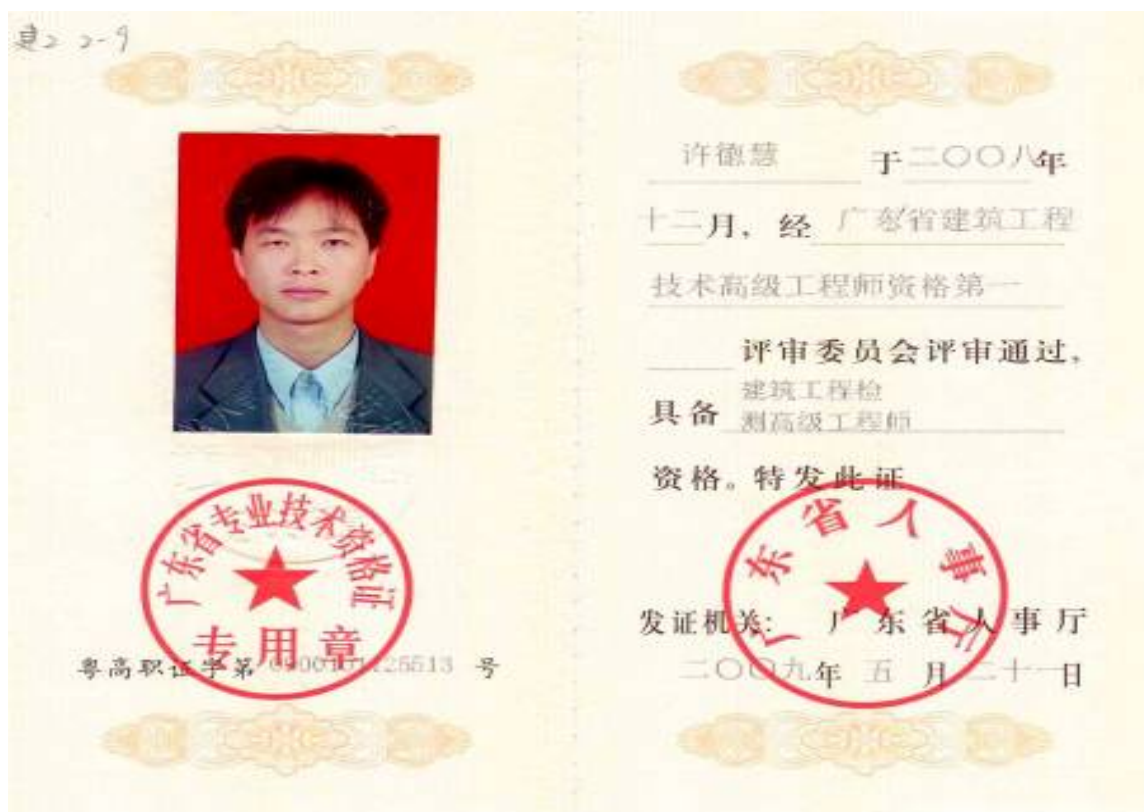 2-9
广东省专业技术资格证
专用章
粤高职证字第 0900101125513 号
许德慧 于二〇〇八年
十二月，经 广东省建筑工程
技术高级工程师资格第一
评审委员会评审通过，
具备 建筑工程检
测高级工程师
资格。特发此证
广东省人事厅
发证机关： 广东省人事厅
二〇〇九年 五 月 二十一日